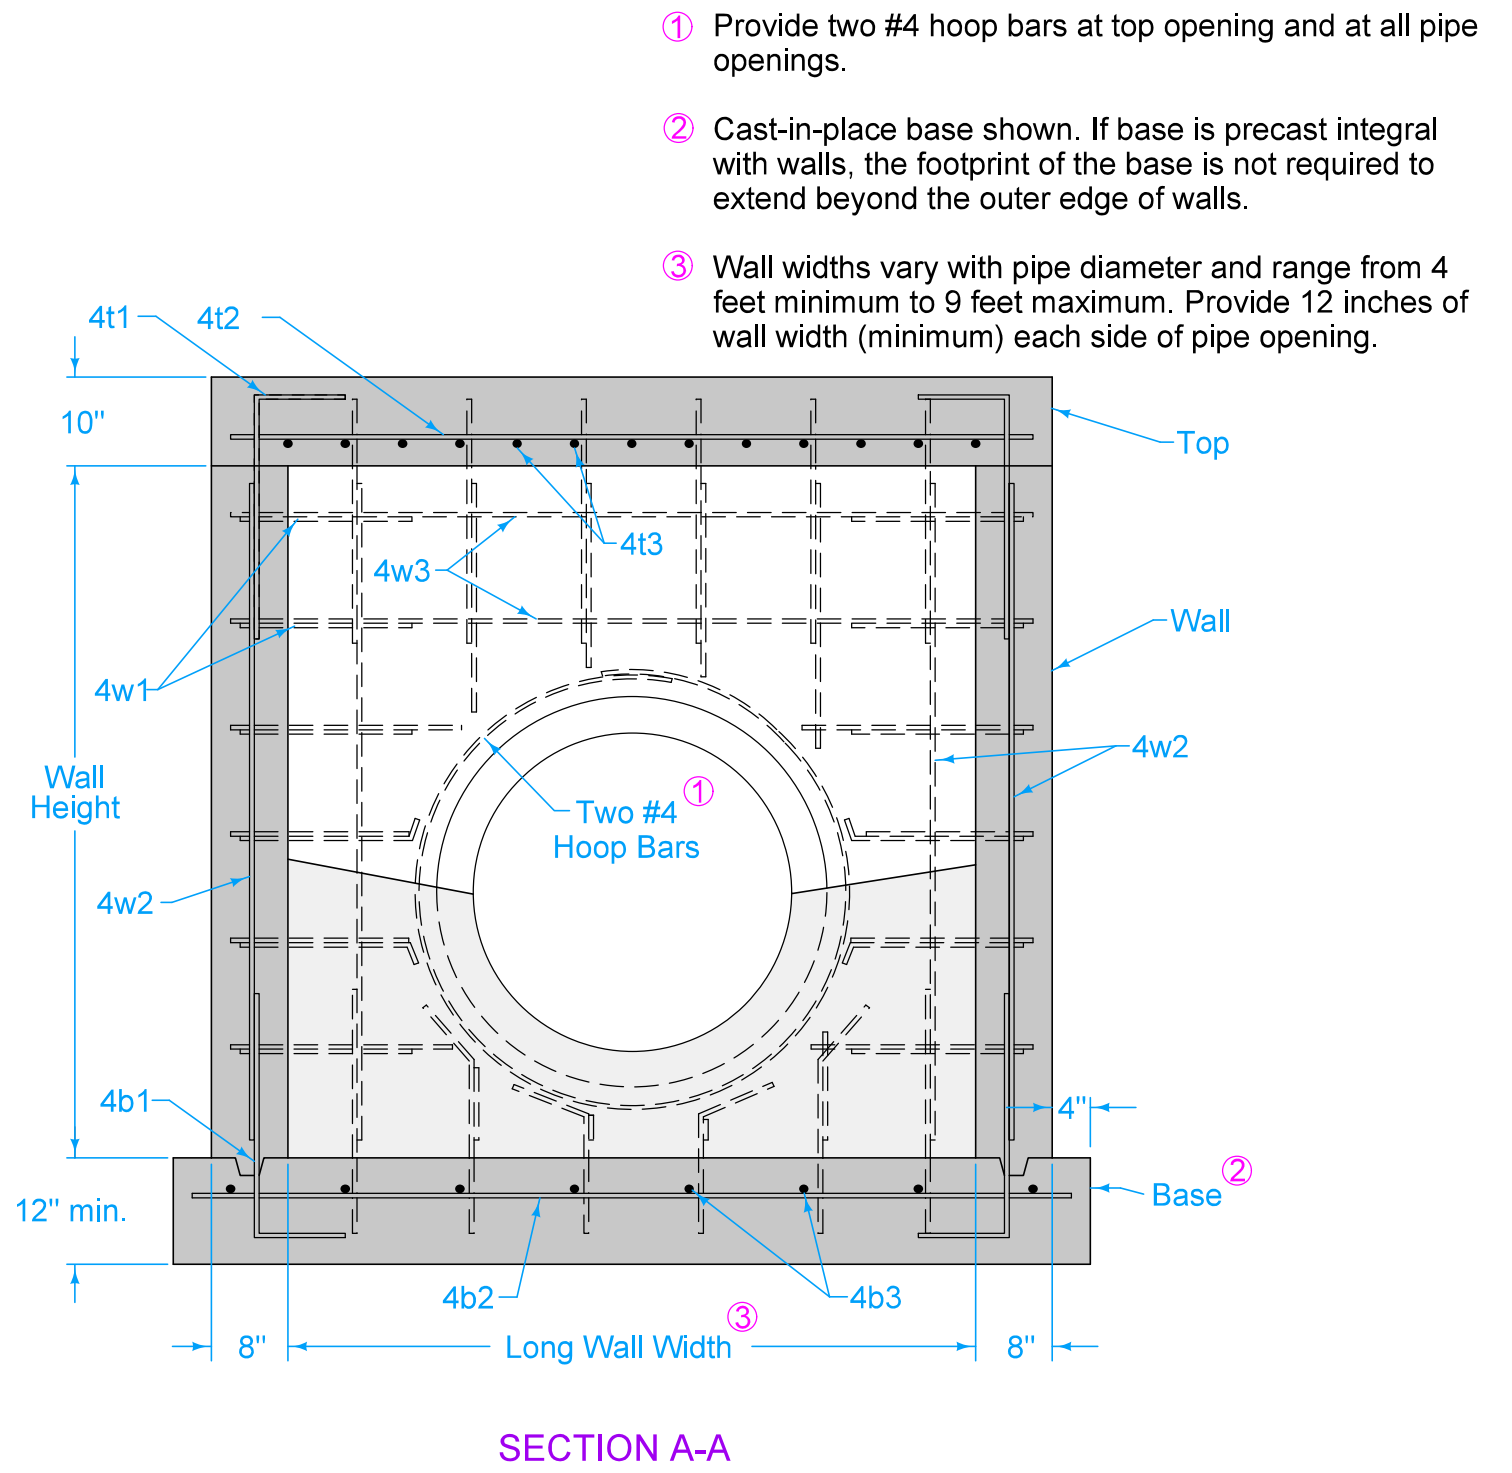 ① Provide two #4 hoop bars at top opening and at all pipe
openings.
② Cast-in-place base shown. If base is precast integral
with walls, the footprint of the base is not required to
extend beyond the outer edge of walls.
③ Wall widths vary with pipe diameter and range from 4
feet minimum to 9 feet maximum. Provide 12 inches of
wall width (minimum) each side of pipe opening.
4t1
4t2
10"
Top
4t3
4w3
Wall
4w1
4w2
Wall
Height
①
Two #4
Hoop Bars
4w2
4b1
4"
②
Base
12" min.
4b2
4b3
③
8"
Long Wall Width
8"
SECTION A-A